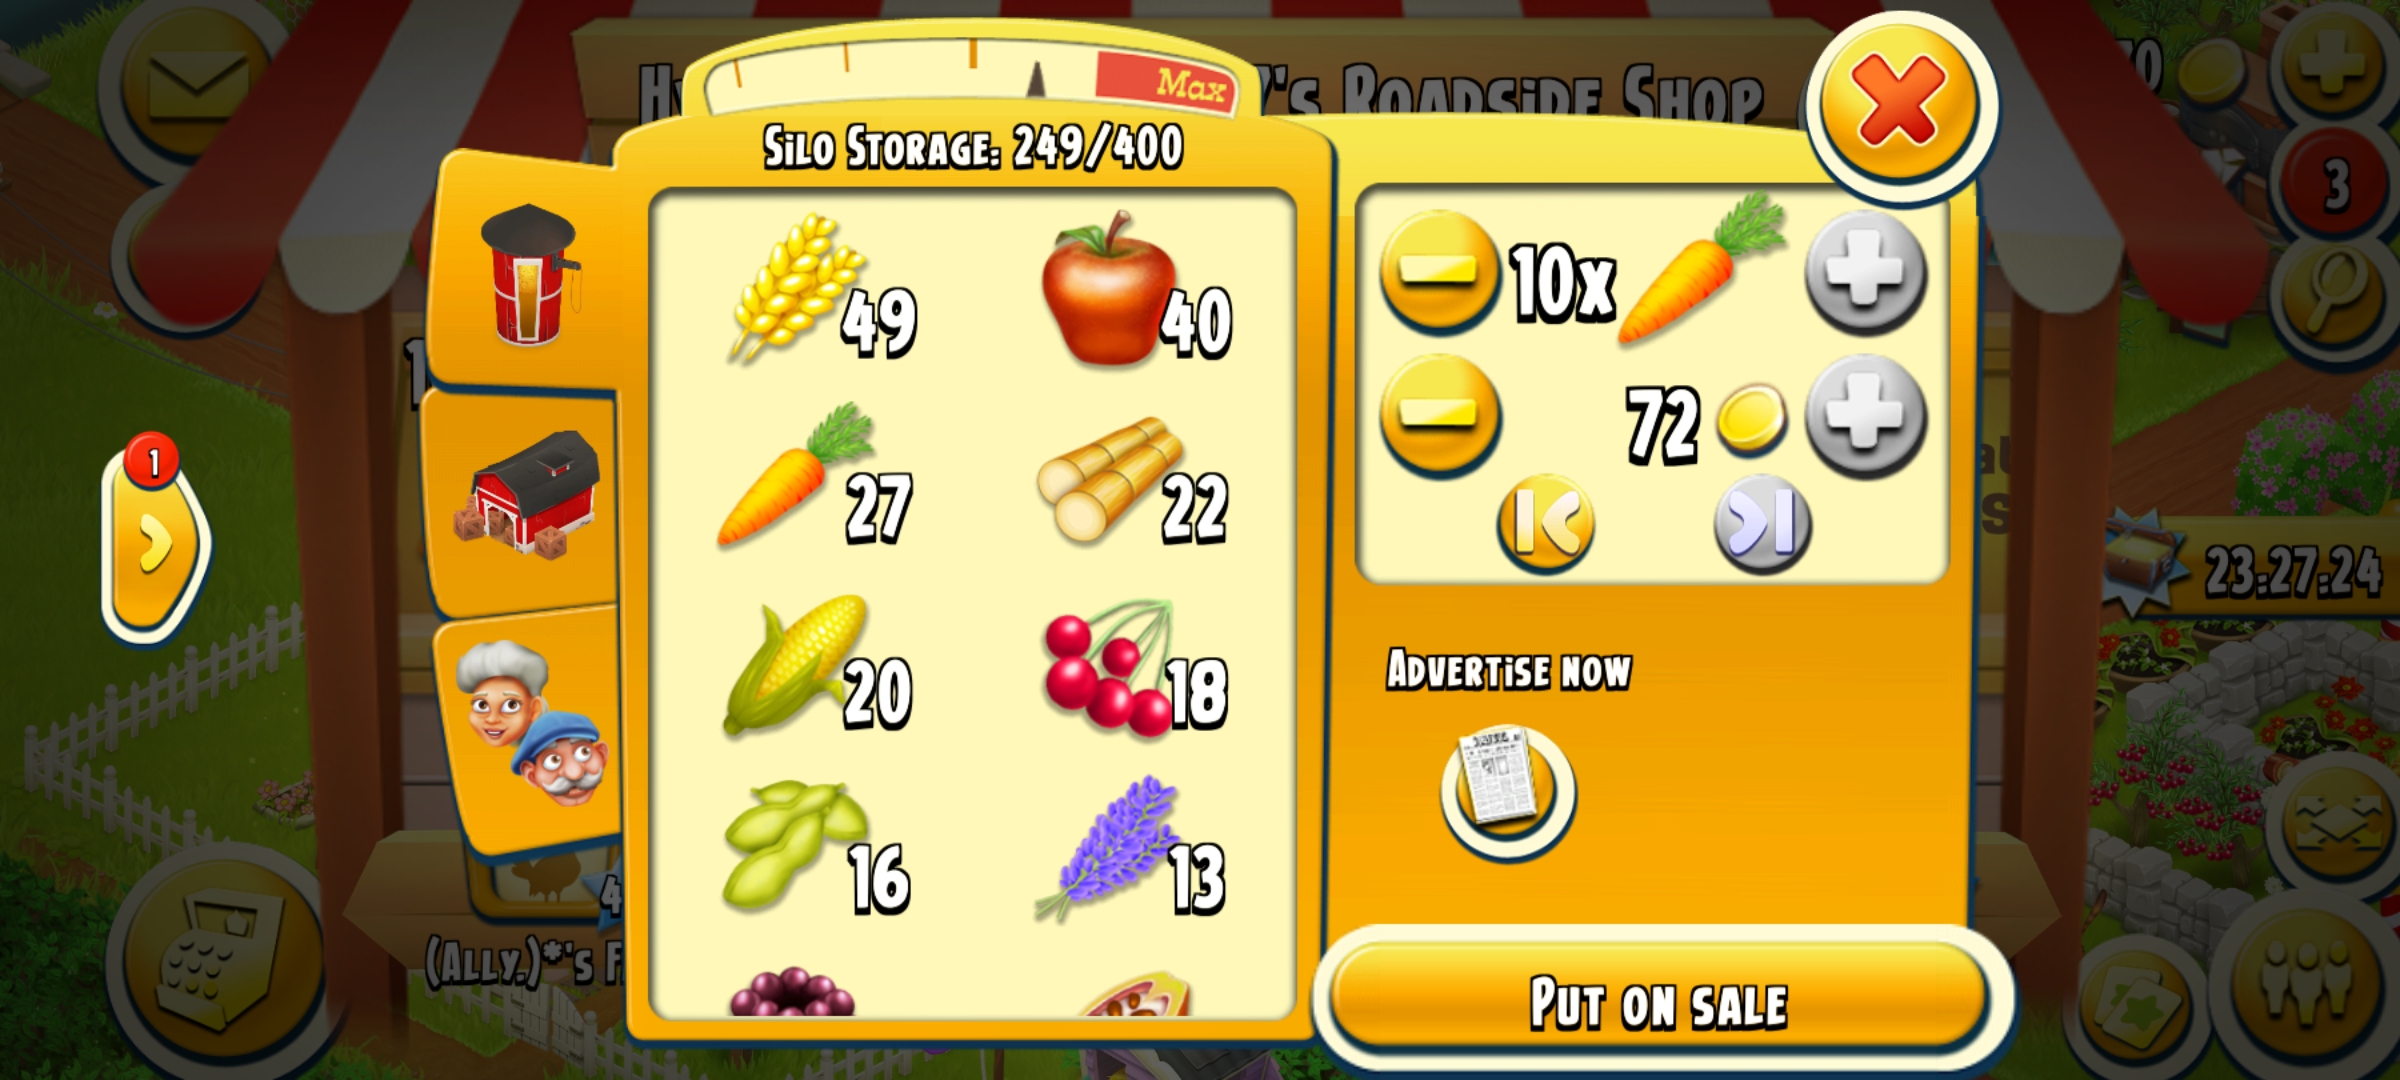 Max
's Roadside Shop
Silo Storage: 249/400
3
49
40
10x
27
22
72
1
20
18
23:27:24
Advertise now
16
13
(Ally.)*'s
Put on sale